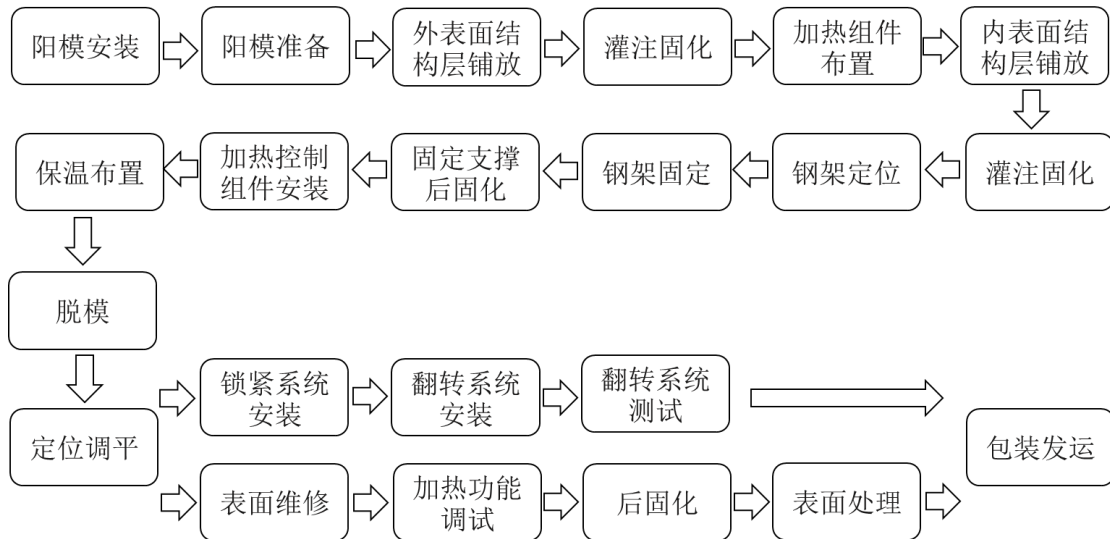 阳模安装
阳模准备
外表面结
构层铺放
灌注固化
加热组件
布置
内表面结
构层铺放
灌注固化
钢架定位
钢架固定
固定支撑
后固化
加热控制
组件安装
保温布置
脱模
定位调平
锁紧系统
安装
翻转系统
安装
翻转系统
测试
表面维修
加热功能
调试
后固化
表面处理
包装发运